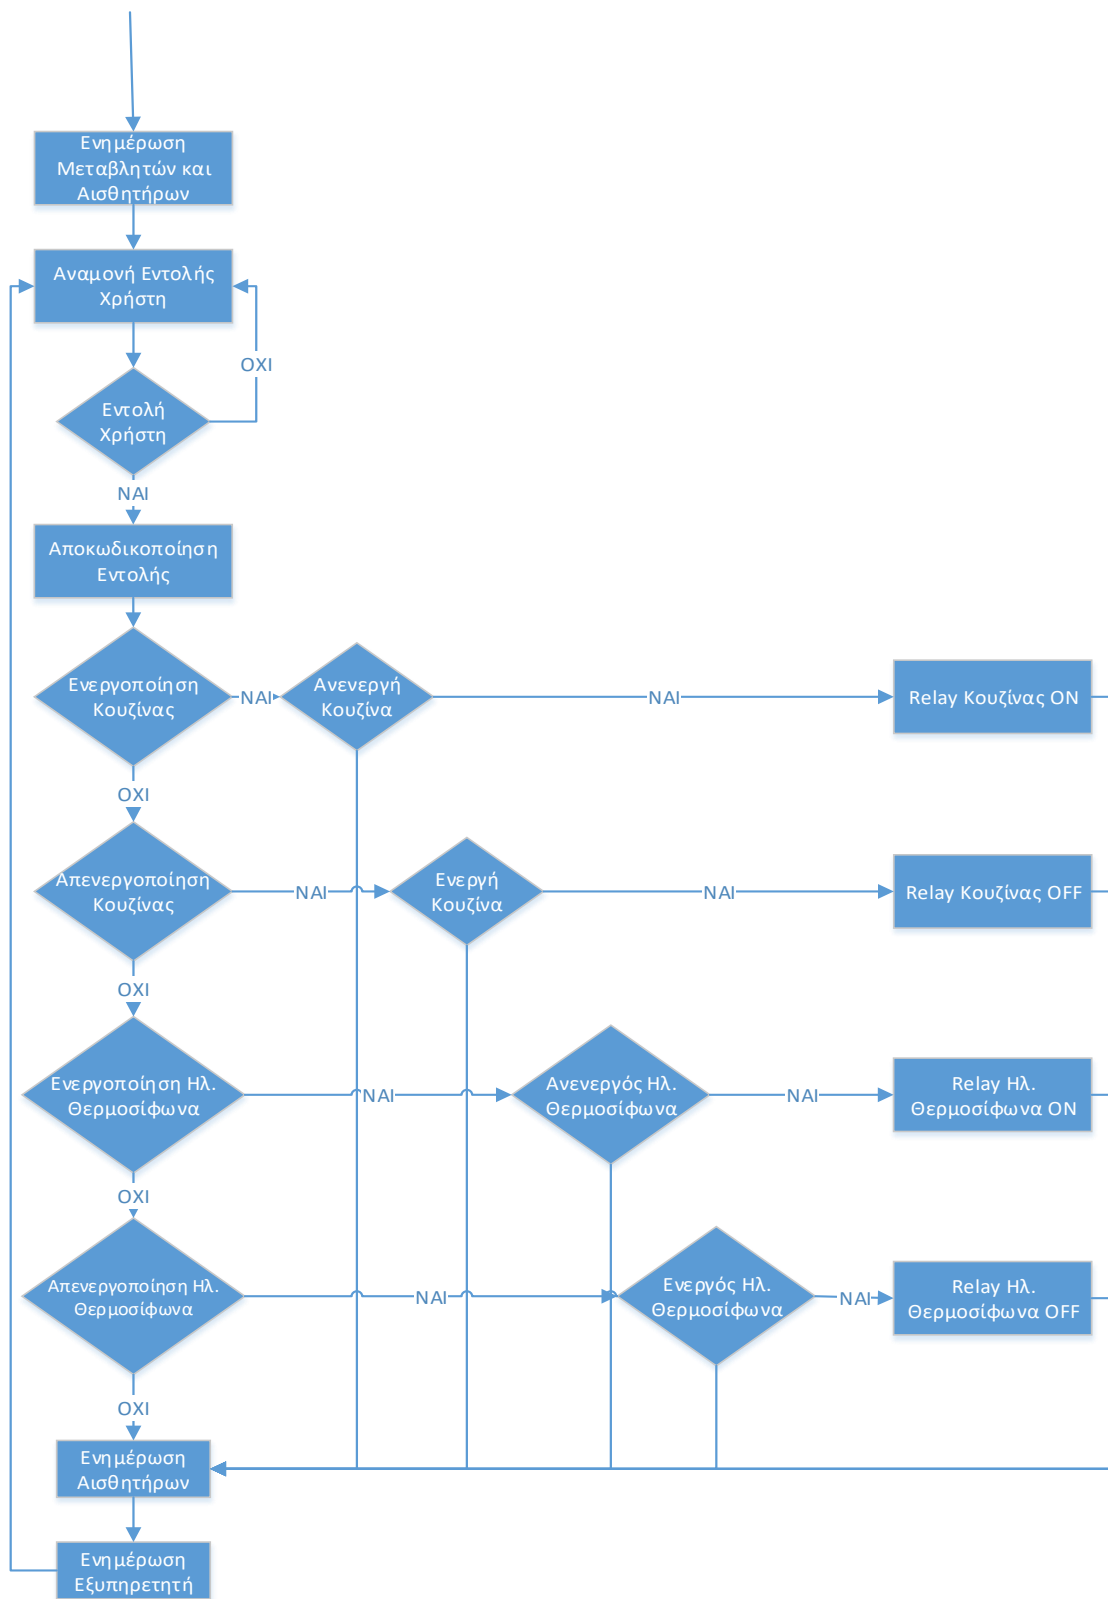 Ενημέρωση
Μεταβλητών και
Αισθητήρων
Αναμονή Εντολής
Χρήστη
ΟΧΙ
Εντολή
Χρήστη
ΝΑΙ
Αποκωδικοποίηση
Εντολής
Ενεργοποίηση
Κουζίνας
ΝΑΙ
Ανενεργή
Κουζίνα
ΝΑΙ
Relay Κουζίνας ON
ΟΧΙ
Απενεργοποίηση
Κουζίνας
ΝΑΙ
Ενεργή
Κουζίνα
ΝΑΙ
Relay Κουζίνας OFF
ΟΧΙ
Ενεργοποίηση Ηλ.
Θερμοσίφωνα
ΝΑΙ
Ανενεργός Ηλ.
Θερμοσίφωνα
ΝΑΙ
Relay Ηλ.
Θερμοσίφωνα ON
ΟΧΙ
Απενεργοποίηση Ηλ.
Θερμοσίφωνα
ΝΑΙ
Ενεργός Ηλ.
Θερμοσίφωνα
ΝΑΙ
Relay Ηλ.
Θερμοσίφωνα OFF
ΟΧΙ
Ενημέρωση
Αισθητήρων
Ενημέρωση
Εξυπηρετητή